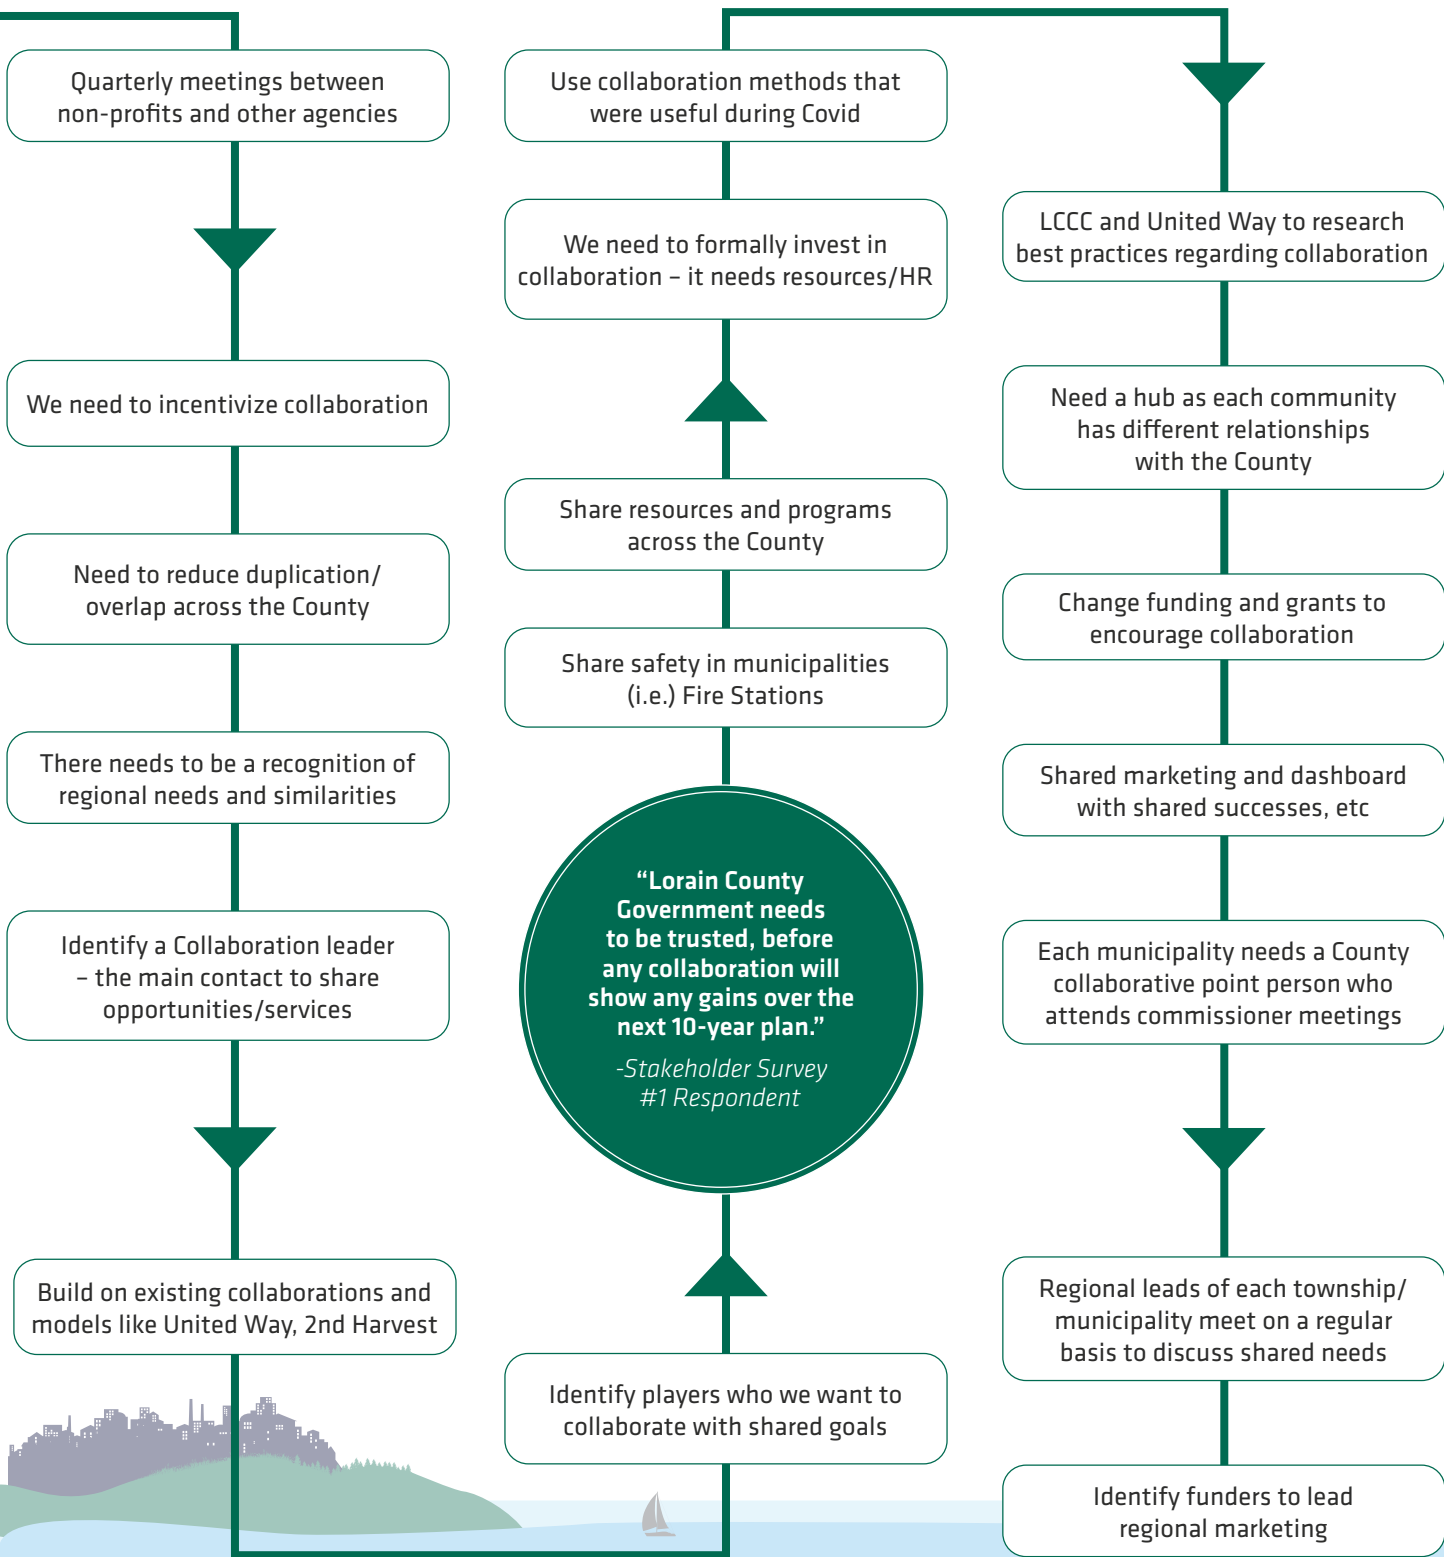 Quarterly meetings between
non-profits and other agencies
We need to incentivize collaboration
Need to reduce duplication/
overlap across the County
There needs to be a recognition of
regional needs and similarities
Identify a Collaboration leader
– the main contact to share
opportunities/services
Build on existing collaborations and
models like United Way, 2nd Harvest
Use collaboration methods that
were useful during Covid
We need to formally invest in
collaboration – it needs resources/HR
Share resources and programs
across the County
Share safety in municipalities
(i.e.) Fire Stations
“Lorain County
Government needs
to be trusted, before
any collaboration will
show any gains over the
next 10-year plan.”
-Stakeholder Survey
#1 Respondent
Identify players who we want to
collaborate with shared goals
LCCC and United Way to research
best practices regarding collaboration
Need a hub as each community
has different relationships
with the County
Change funding and grants to
encourage collaboration
Shared marketing and dashboard
with shared successes, etc
Each municipality needs a County
collaborative point person who
attends commissioner meetings
Regional leads of each township/
municipality meet on a regular
basis to discuss shared needs
Identify funders to lead
regional marketing